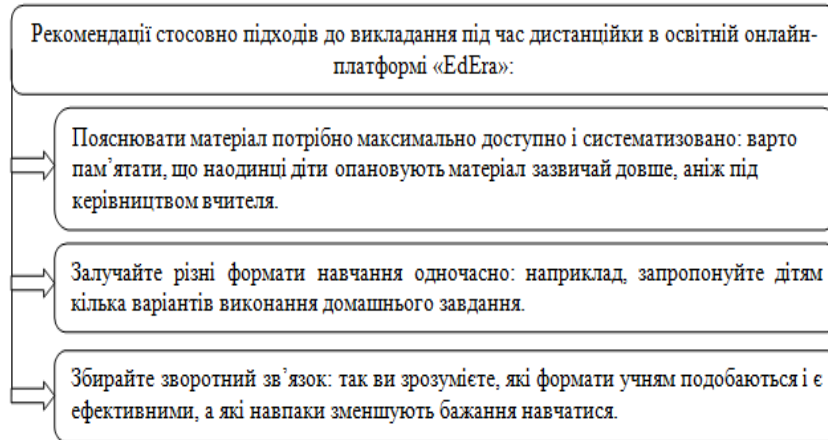 Рекомендації стосовно підходів до викладання під час дистанційки в освітній онлайн-
платформі «EdEra»:
Пояснювати матеріал потрібно максимально доступно і систематизовано: варто
пам’ятати, що наодинці діти опановують матеріал зазвичай довше, аніж під
керівництвом вчителя.
Залучайте різні формати навчання одночасно: наприклад, запропонуйте дітям
кілька варіантів виконання домашнього завдання.
Збирайте зворотний зв’язок: так ви зрозумієте, які формати учням подобаються і є
ефективними, а які навпаки зменшують бажання навчатися.